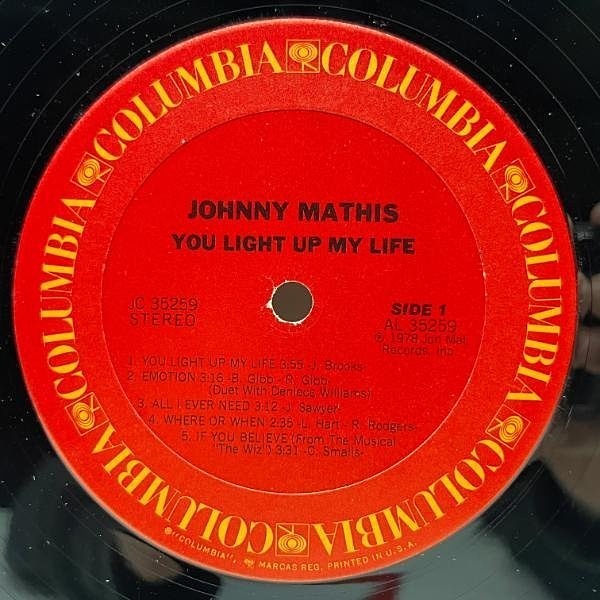 COLUMBIA COLUMBIA COLUMBIA COLUMBIA COLUMBIA COLUMBIA COLUMBIA
JOHNNY MATHIS
YOU LIGHT UP MY LIFE
JC 35259
STEREO
SIDE 1
AL 35259
℗ 1978 Jon Mat
Records, Inc.
1. YOU LIGHT UP MY LIFE 3:55 -J. Brooks-
2. EMOTION 3:16 -B. Gibb - R. Gibb-
(Duet With Deniece Williams)
3. ALL I EVER NEED 3:12 -J. Sawyer-
4. WHERE OR WHEN 2:35 -L. Hart - R. Rodgers-
5. IF YOU BELIEVE (From The Musical
"The Wiz") 3:31 -C. Smalls-
®"COLUMBIA", MARCAS REG. PRINTED IN U.S.A.